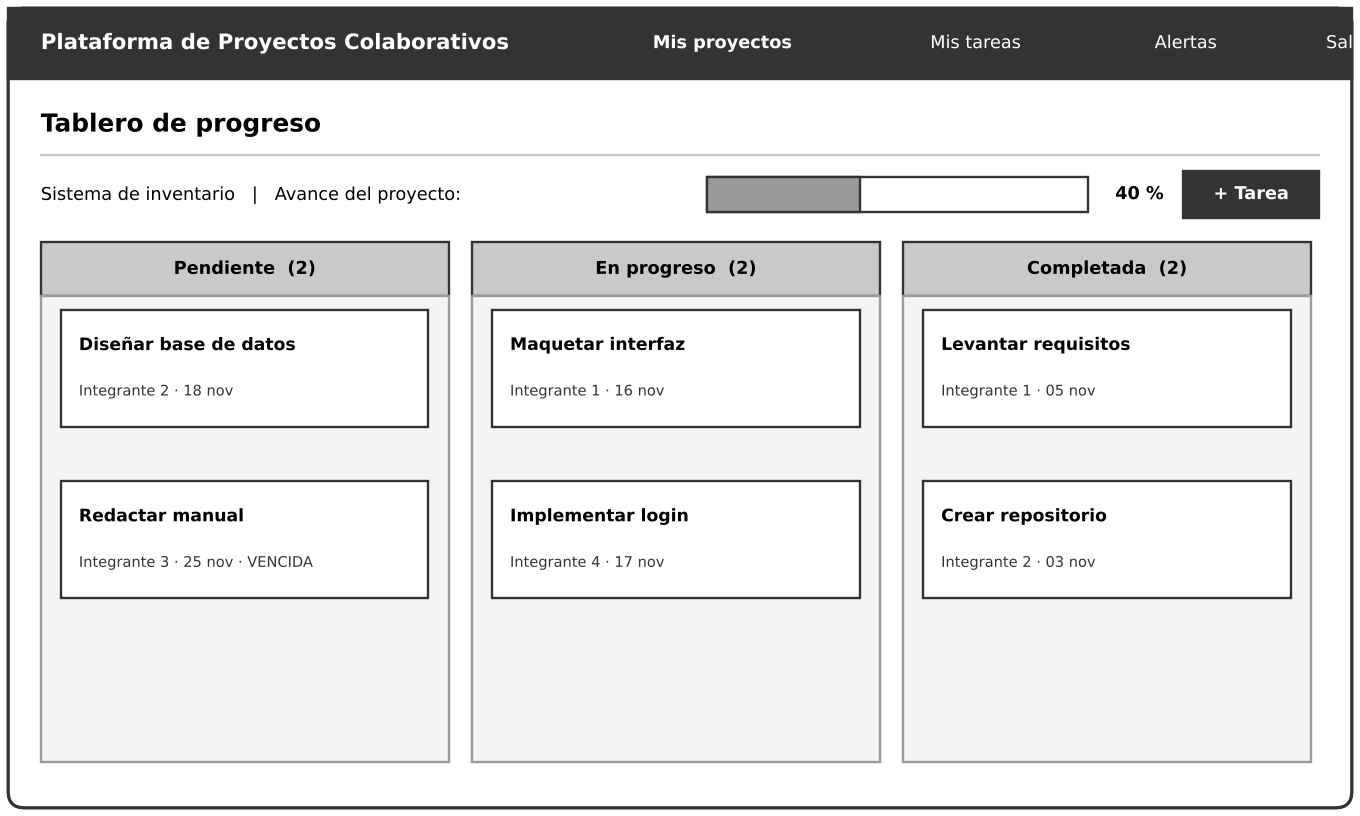 Plataforma de Proyectos Colaborativos Mis proyectos Mis tareas Alertas Sal
Tablero de progreso
Sistema de inventario | Avance del proyecto: 40 % + Tarea
Pendiente (2)
Diseñar base de datos
Integrante 2 · 18 nov
Redactar manual
Integrante 3 · 25 nov · VENCIDA
En progreso (2)
Maquetar interfaz
Integrante 1 · 16 nov
Implementar login
Integrante 4 · 17 nov
Completada (2)
Levantar requisitos
Integrante 1 · 05 nov
Crear repositorio
Integrante 2 · 03 nov